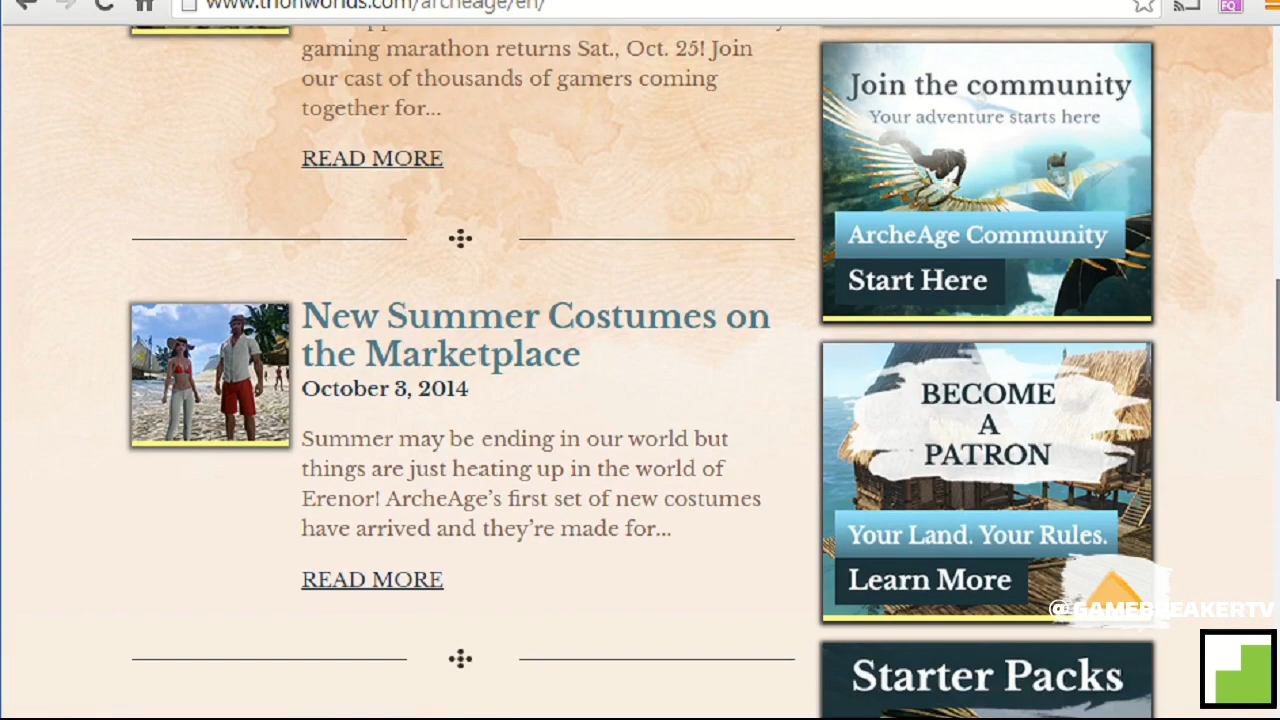 www.trionworlds.com/archeage/en/
gaming marathon returns Sat., Oct. 25! Join
our cast of thousands of gamers coming
together for...
READ MORE
New Summer Costumes on
the Marketplace
October 3, 2014
Summer may be ending in our world but
things are just heating up in the world of
Erenor! ArcheAge's first set of new costumes
have arrived and they're made for...
READ MORE
Join the community
Your adventure starts here
ArcheAge Community
Start Here
BECOME
A
PATRON
Your Land. Your Rules.
Learn More
@GAMEBREAKERTV
Starter Packs